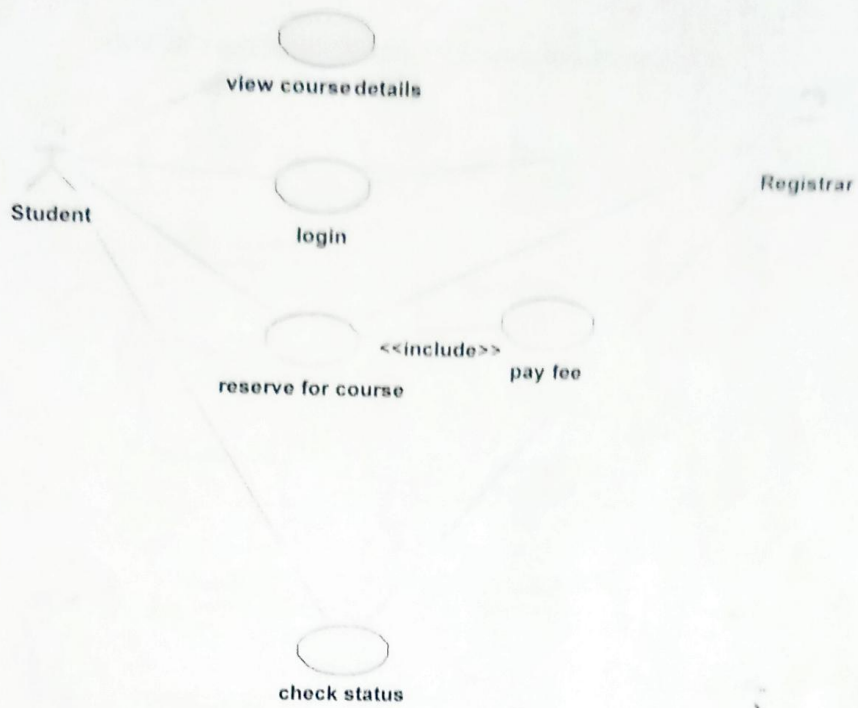 view course details
Student
Registrar
login
<<include>>
pay fee
reserve for course
check status